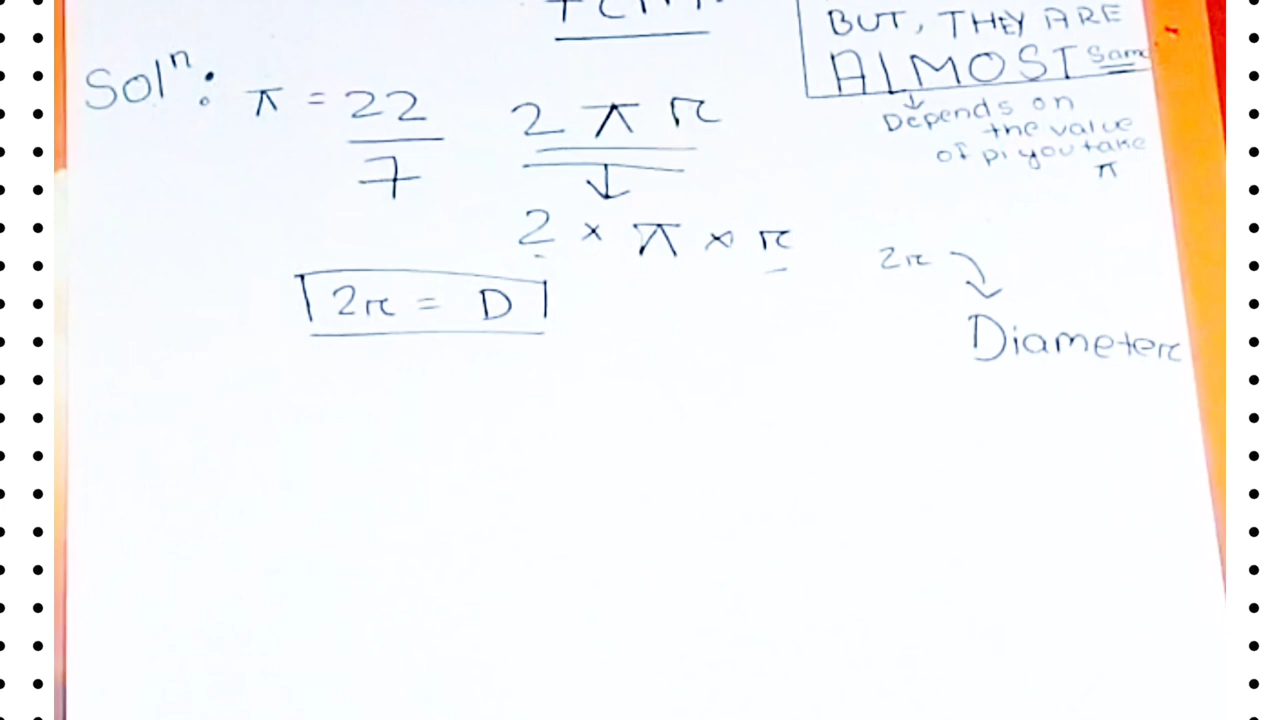 BUT, THEY ARE
ALMOST Same
↓
Depends on
the value
of pi you take
π
Solⁿ: π = 22/7
2πr
↓
2 × π × r
2r = D
2r
Diameter